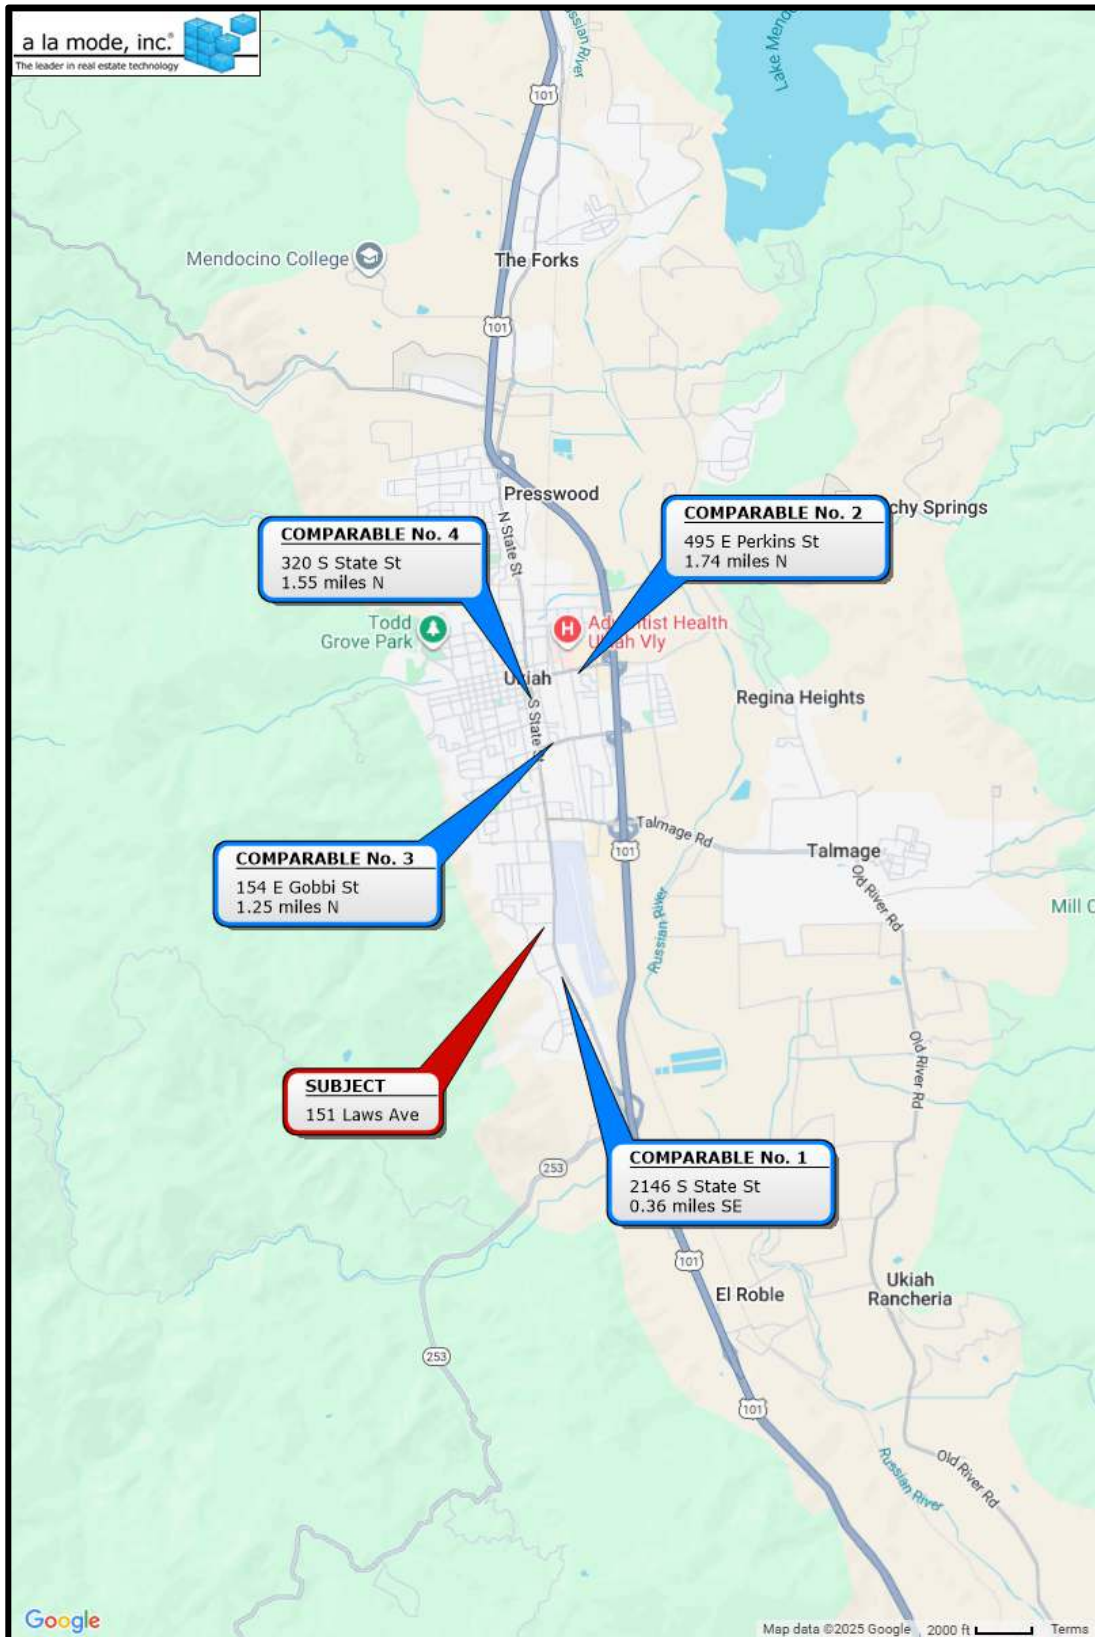 a la mode, inc.®
The leader in real estate technology
Russian River
Lake Mendo
101
Mendocino College
The Forks
101
Presswood
N State St
COMPARABLE No. 4
320 S State St
1.55 miles N
COMPARABLE No. 2
495 E Perkins St
1.74 miles N
chy Springs
Todd
Grove Park
H
Health
Vly
S State St
Regina Heights
COMPARABLE No. 3
154 E Gobbi St
1.25 miles N
Talmage Rd
101
Talmage
Old River Rd
Russian River
Mill C
SUBJECT
151 Laws Ave
Old River Rd
COMPARABLE No. 1
2146 S State St
0.36 miles SE
253
101
El Roble
Ukiah
Rancheria
253
101
Old River Rd
Russian River
Google
Map data ©2025 Google 2000 ft Terms